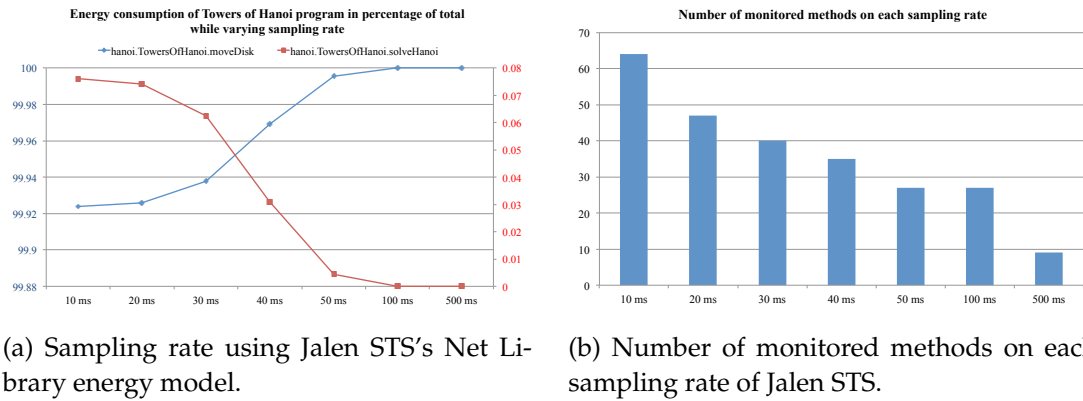 Energy consumption of Towers of Hanoi program in percentage of total
while varying sampling rate
hanoi.TowersOfHanoi.moveDisk hanoi.TowersOfHanoi.solveHanoi
100
99.98
99.96
99.94
99.92
99.9
99.88
0.08
0.07
0.06
0.05
0.04
0.03
0.02
0.01
0
10 ms 20 ms 30 ms 40 ms 50 ms 100 ms 500 ms
(a) Sampling rate using Jalen STS's Net Li-
brary energy model.
Number of monitored methods on each sampling rate
70
60
50
40
30
20
10
0
10 ms 20 ms 30 ms 40 ms 50 ms 100 ms 500 ms
(b) Number of monitored methods on each
sampling rate of Jalen STS.